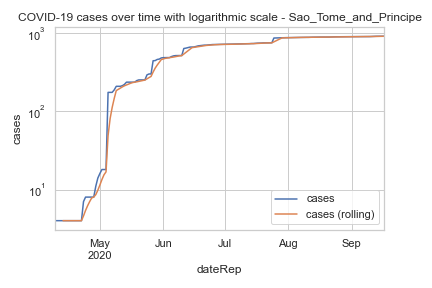 COVID-19 cases over time with logarithmic scale - Sao_Tome_and_Principe
10³
10²
10¹
cases
May
2020
Jun
Jul
Aug
Sep
dateRep
cases
cases (rolling)